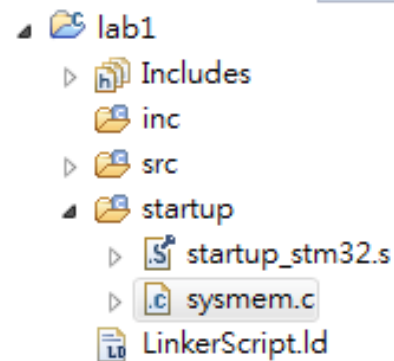 lab1
Includes
inc
src
startup
startup_stm32.s
sysmem.c
LinkerScript.ld